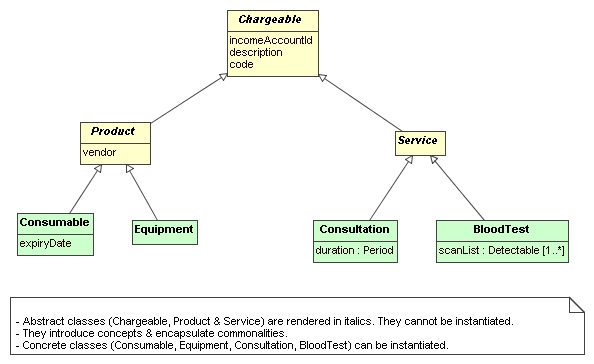 Chargeable
incomeAccountId
description
code
Product
vendor
Service
Consumable
expiryDate
Equipment
Consultation
duration : Period
BloodTest
scanList : Detectable [1..*]
- Abstract classes (Chargeable, Product & Service) are rendered in italics. They cannot be instantiated.
- They introduce concepts & encapsulate commonalities.
- Concrete classes (Consumable, Equipment, Consultation, BloodTest) can be instantiated.